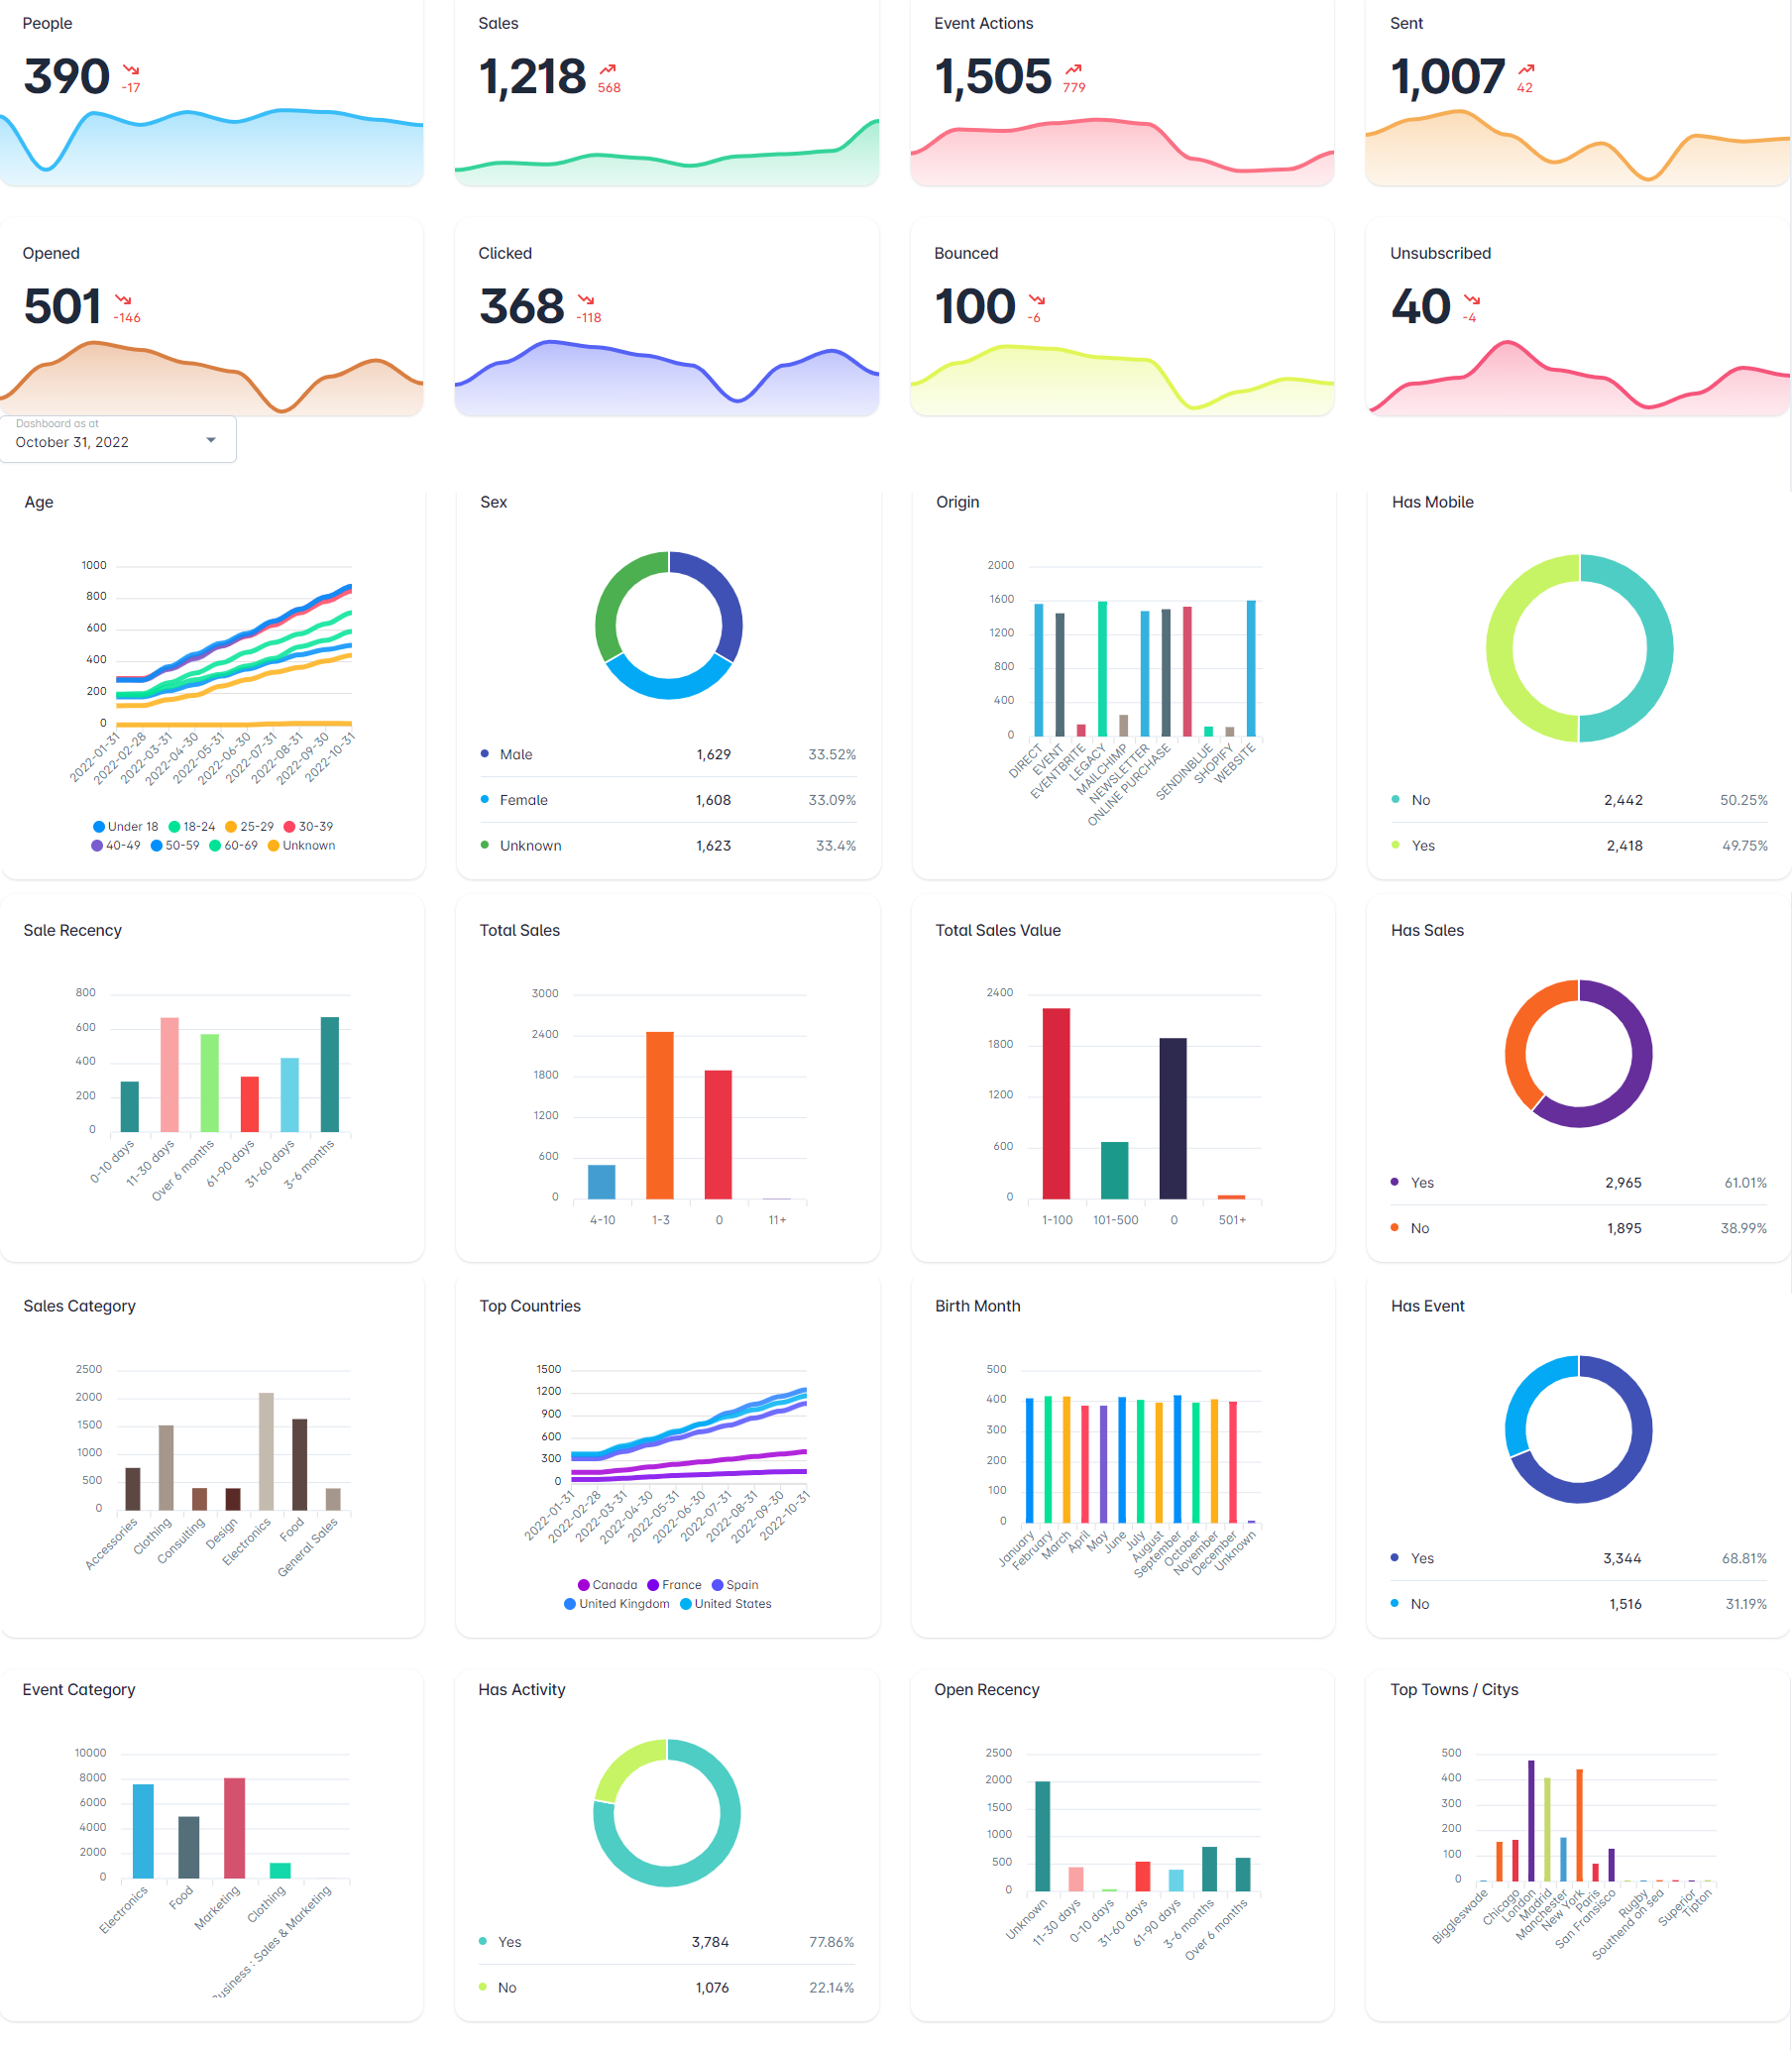 People
390
-17
Sales
1,218
568
Event Actions
1,505
779
Sent
1,007
42
Opened
501
-146
Clicked
368
-118
Bounced
100
-6
Unsubscribed
40
-4
Dashboard as at
October 31, 2022
Age
1000
800
600
400
200
0
2022-01-31
2022-02-28
2022-03-31
2022-04-30
2022-05-31
2022-06-30
2022-07-31
2022-08-31
2022-09-30
2022-10-31
Under 18 18-24 25-29 30-39
40-49 50-59 60-69 Unknown
Sex
Male 1,629 33.52%
Female 1,608 33.09%
Unknown 1,623 33.4%
Origin
2000
1600
1200
800
400
0
DIRECT
EVENT
EVENTBRITE
LEGACY
MAILCHIMP
NEWSLETTER
ONLINE PURCHASE
SENDINBLUE
SHOPIFY
WEBSITE
Has Mobile
No 2,442 50.25%
Yes 2,418 49.75%
Sale Recency
800
600
400
200
0
0-10 days
11-30 days
Over 6 months
61-90 days
31-60 days
3-6 months
Total Sales
3000
2400
1800
1200
600
0
4-10 1-3 0 11+
Total Sales Value
2400
1800
1200
600
0
1-100 101-500 0 501+
Has Sales
Yes 2,965 61.01%
No 1,895 38.99%
Sales Category
2500
2000
1500
1000
500
0
Accessories
Clothing
Consulting
Design
Electronics
Food
General Sales
Top Countries
1500
1200
900
600
300
0
2022-01-31
2022-02-28
2022-03-31
2022-04-30
2022-05-31
2022-06-30
2022-07-31
2022-08-31
2022-09-30
2022-10-31
Canada France Spain
United Kingdom United States
Birth Month
500
400
300
200
100
0
January
February
March
April
May
June
July
August
September
October
November
December
Unknown
Has Event
Yes 3,344 68.81%
No 1,516 31.19%
Event Category
10000
8000
6000
4000
2000
0
Electronics
Food
Marketing
Clothing
Business : Sales & Marketing
Has Activity
Yes 3,784 77.86%
No 1,076 22.14%
Open Recency
2500
2000
1500
1000
500
0
Unknown
11-30 days
0-10 days
31-60 days
61-90 days
3-6 months
Over 6 months
Top Towns / Citys
500
400
300
200
100
0
Biggleswade
Chicago
London
Madrid
Manchester
New York
Paris
San Fransisco
Rugby
Southend on sea
Superior
Tipton